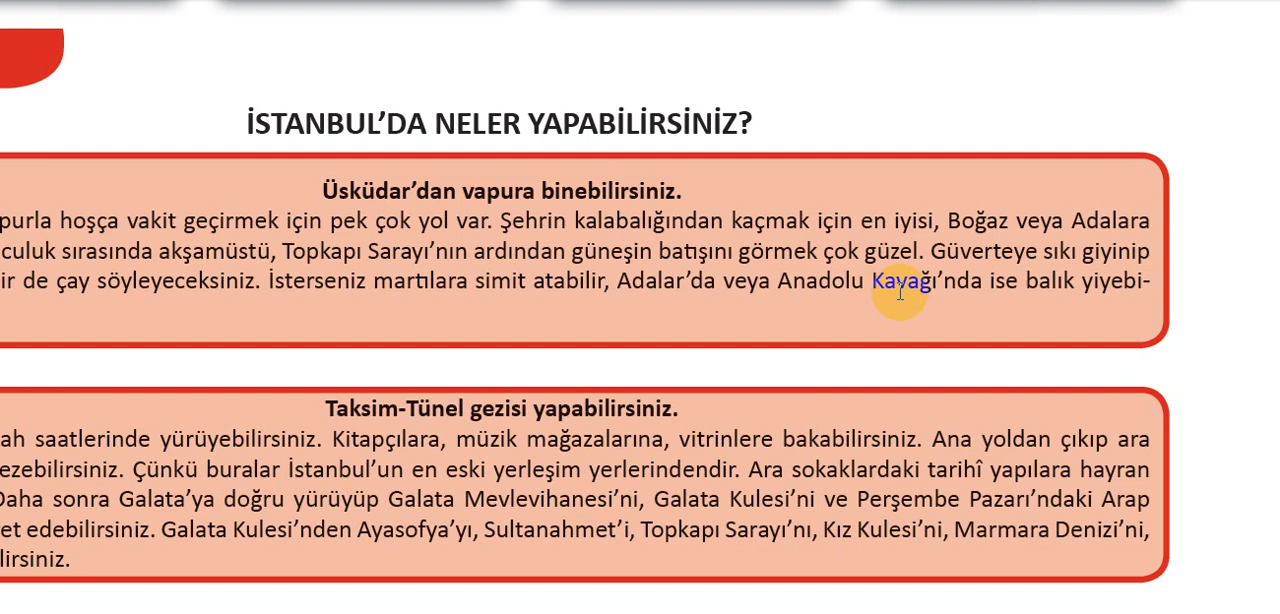 İSTANBUL’DA NELER YAPABİLİRSİNİZ?
Üsküdar’dan vapura binebilirsiniz.
purla hoşça vakit geçirmek için pek çok yol var. Şehrin kalabalığından kaçmak için en iyisi, Boğaz veya Adalara
culuk sırasında akşamüstü, Topkapı Sarayı’nın ardından güneşin batışını görmek çok güzel. Güverteye sıkı giyinip
ir de çay söyleyeceksiniz. İsterseniz martılara simit atabilir, Adalar’da veya Anadolu Kavağı’nda ise balık yiyebi-
Taksim-Tünel gezisi yapabilirsiniz.
ah saatlerinde yürüyebilirsiniz. Kitapçılara, müzik mağazalarına, vitrinlere bakabilirsiniz. Ana yoldan çıkıp ara
ezebilirsiniz. Çünkü buralar İstanbul’un en eski yerleşim yerlerindendir. Ara sokaklardaki tarihî yapılara hayran
Daha sonra Galata’ya doğru yürüyüp Galata Mevlevihanesi’ni, Galata Kulesi’ni ve Perşembe Pazarı’ndaki Arap
et edebilirsiniz. Galata Kulesi’nden Ayasofya’yı, Sultanahmet’i, Topkapı Sarayı’nı, Kız Kulesi’ni, Marmara Denizi’ni,
lirsiniz.